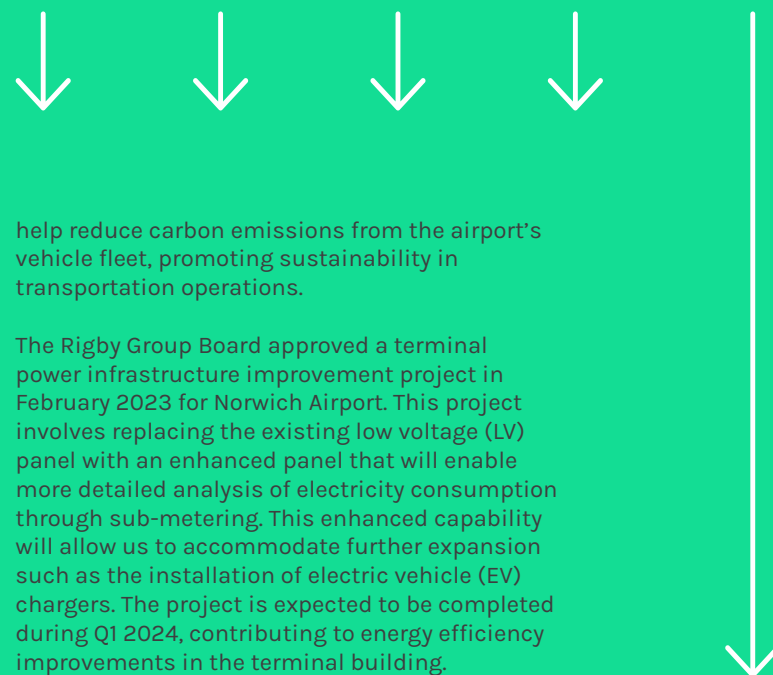 help reduce carbon emissions from the airport’s
vehicle fleet, promoting sustainability in
transportation operations.
The Rigby Group Board approved a terminal
power infrastructure improvement project in
February 2023 for Norwich Airport. This project
involves replacing the existing low voltage (LV)
panel with an enhanced panel that will enable
more detailed analysis of electricity consumption
through sub-metering. This enhanced capability
will allow us to accommodate further expansion
such as the installation of electric vehicle (EV)
chargers. The project is expected to be completed
during Q1 2024, contributing to energy efficiency
improvements in the terminal building.